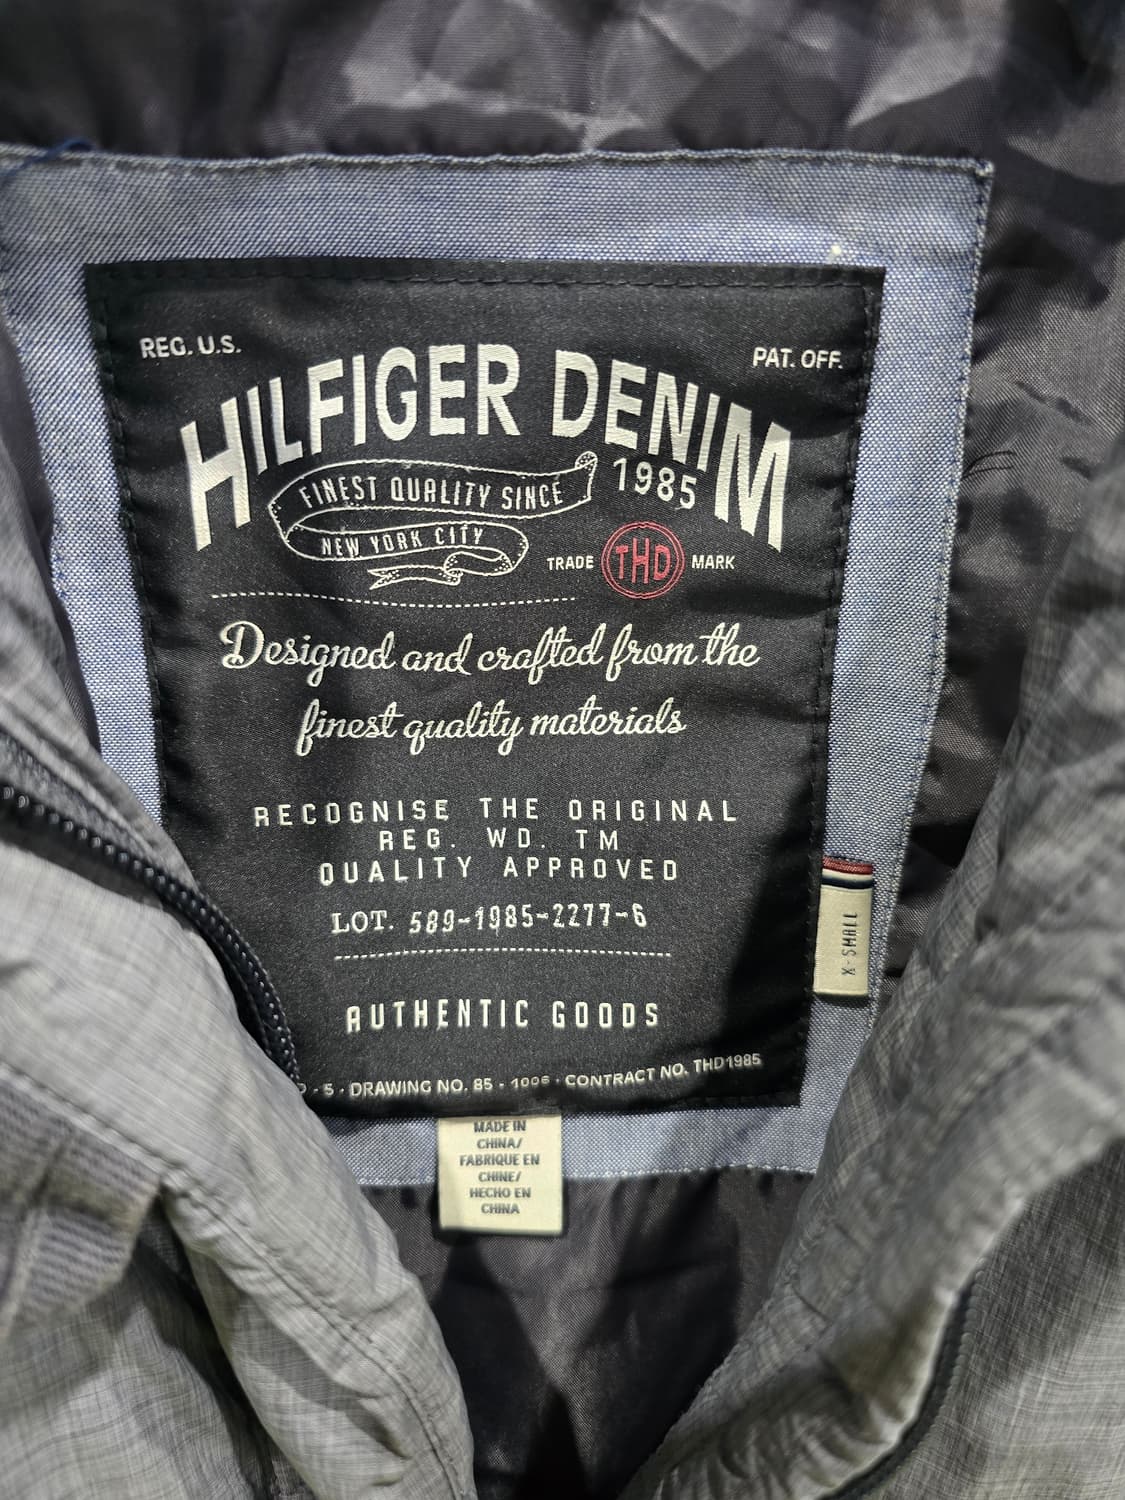 REG. U.S.
PAT. OFF.
HILFIGER DENIM
FINEST QUALITY SINCE
1985
NEW YORK CITY
TRADE THD MARK
Designed and crafted from the
finest quality materials
RECOGNISE THE ORIGINAL
REG. WD. TM
QUALITY APPROVED
LOT. 589-1985-2277-6
AUTHENTIC GOODS
- 5 - DRAWING NO. 85 - 1006 - CONTRACT NO. THD1985
X-SMALL
MADE IN
CHINA/
FABRIQUE EN
CHINE/
HECHO EN
CHINA